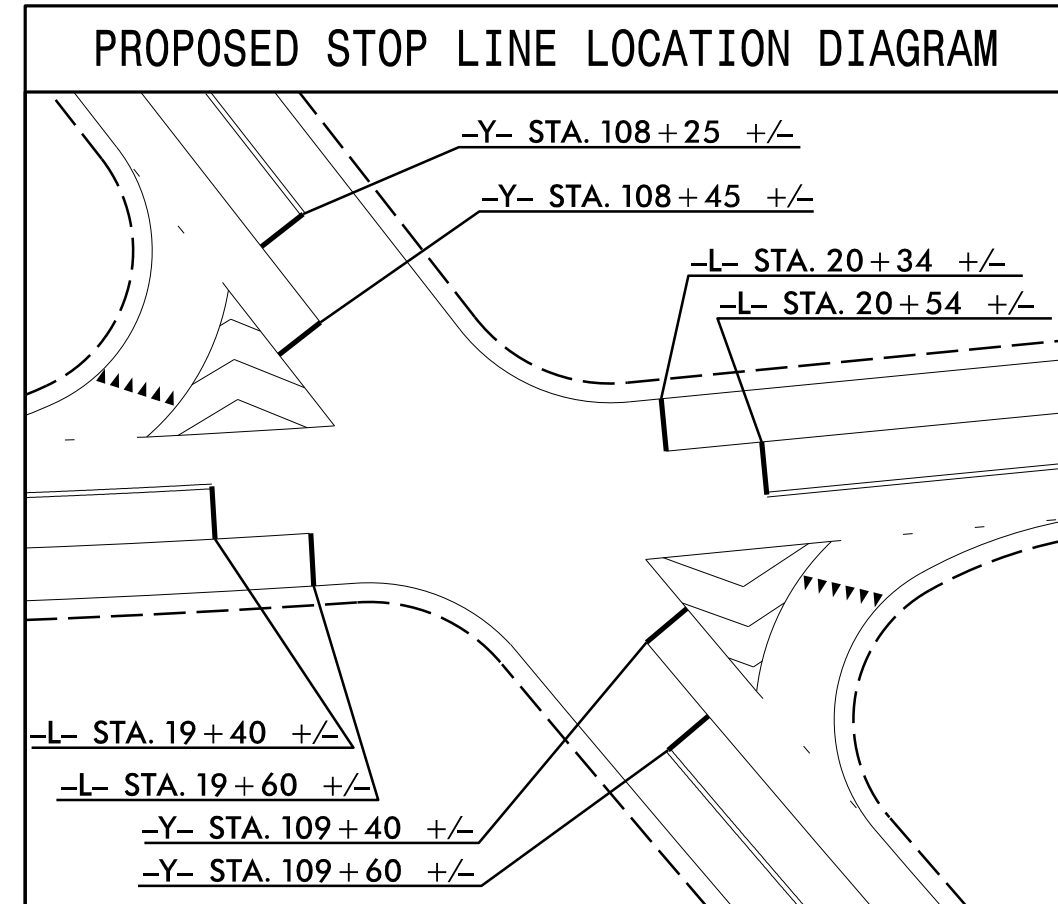 PROPOSED STOP LINE LOCATION DIAGRAM
-Y- STA. 108+25 +/-
-Y- STA. 108+45 +/-
-L- STA. 20+34 +/-
-L- STA. 20+54 +/-
-L- STA. 19+40 +/-
-L- STA. 19+60 +/-
-Y- STA. 109+40 +/-
-Y- STA. 109+60 +/-